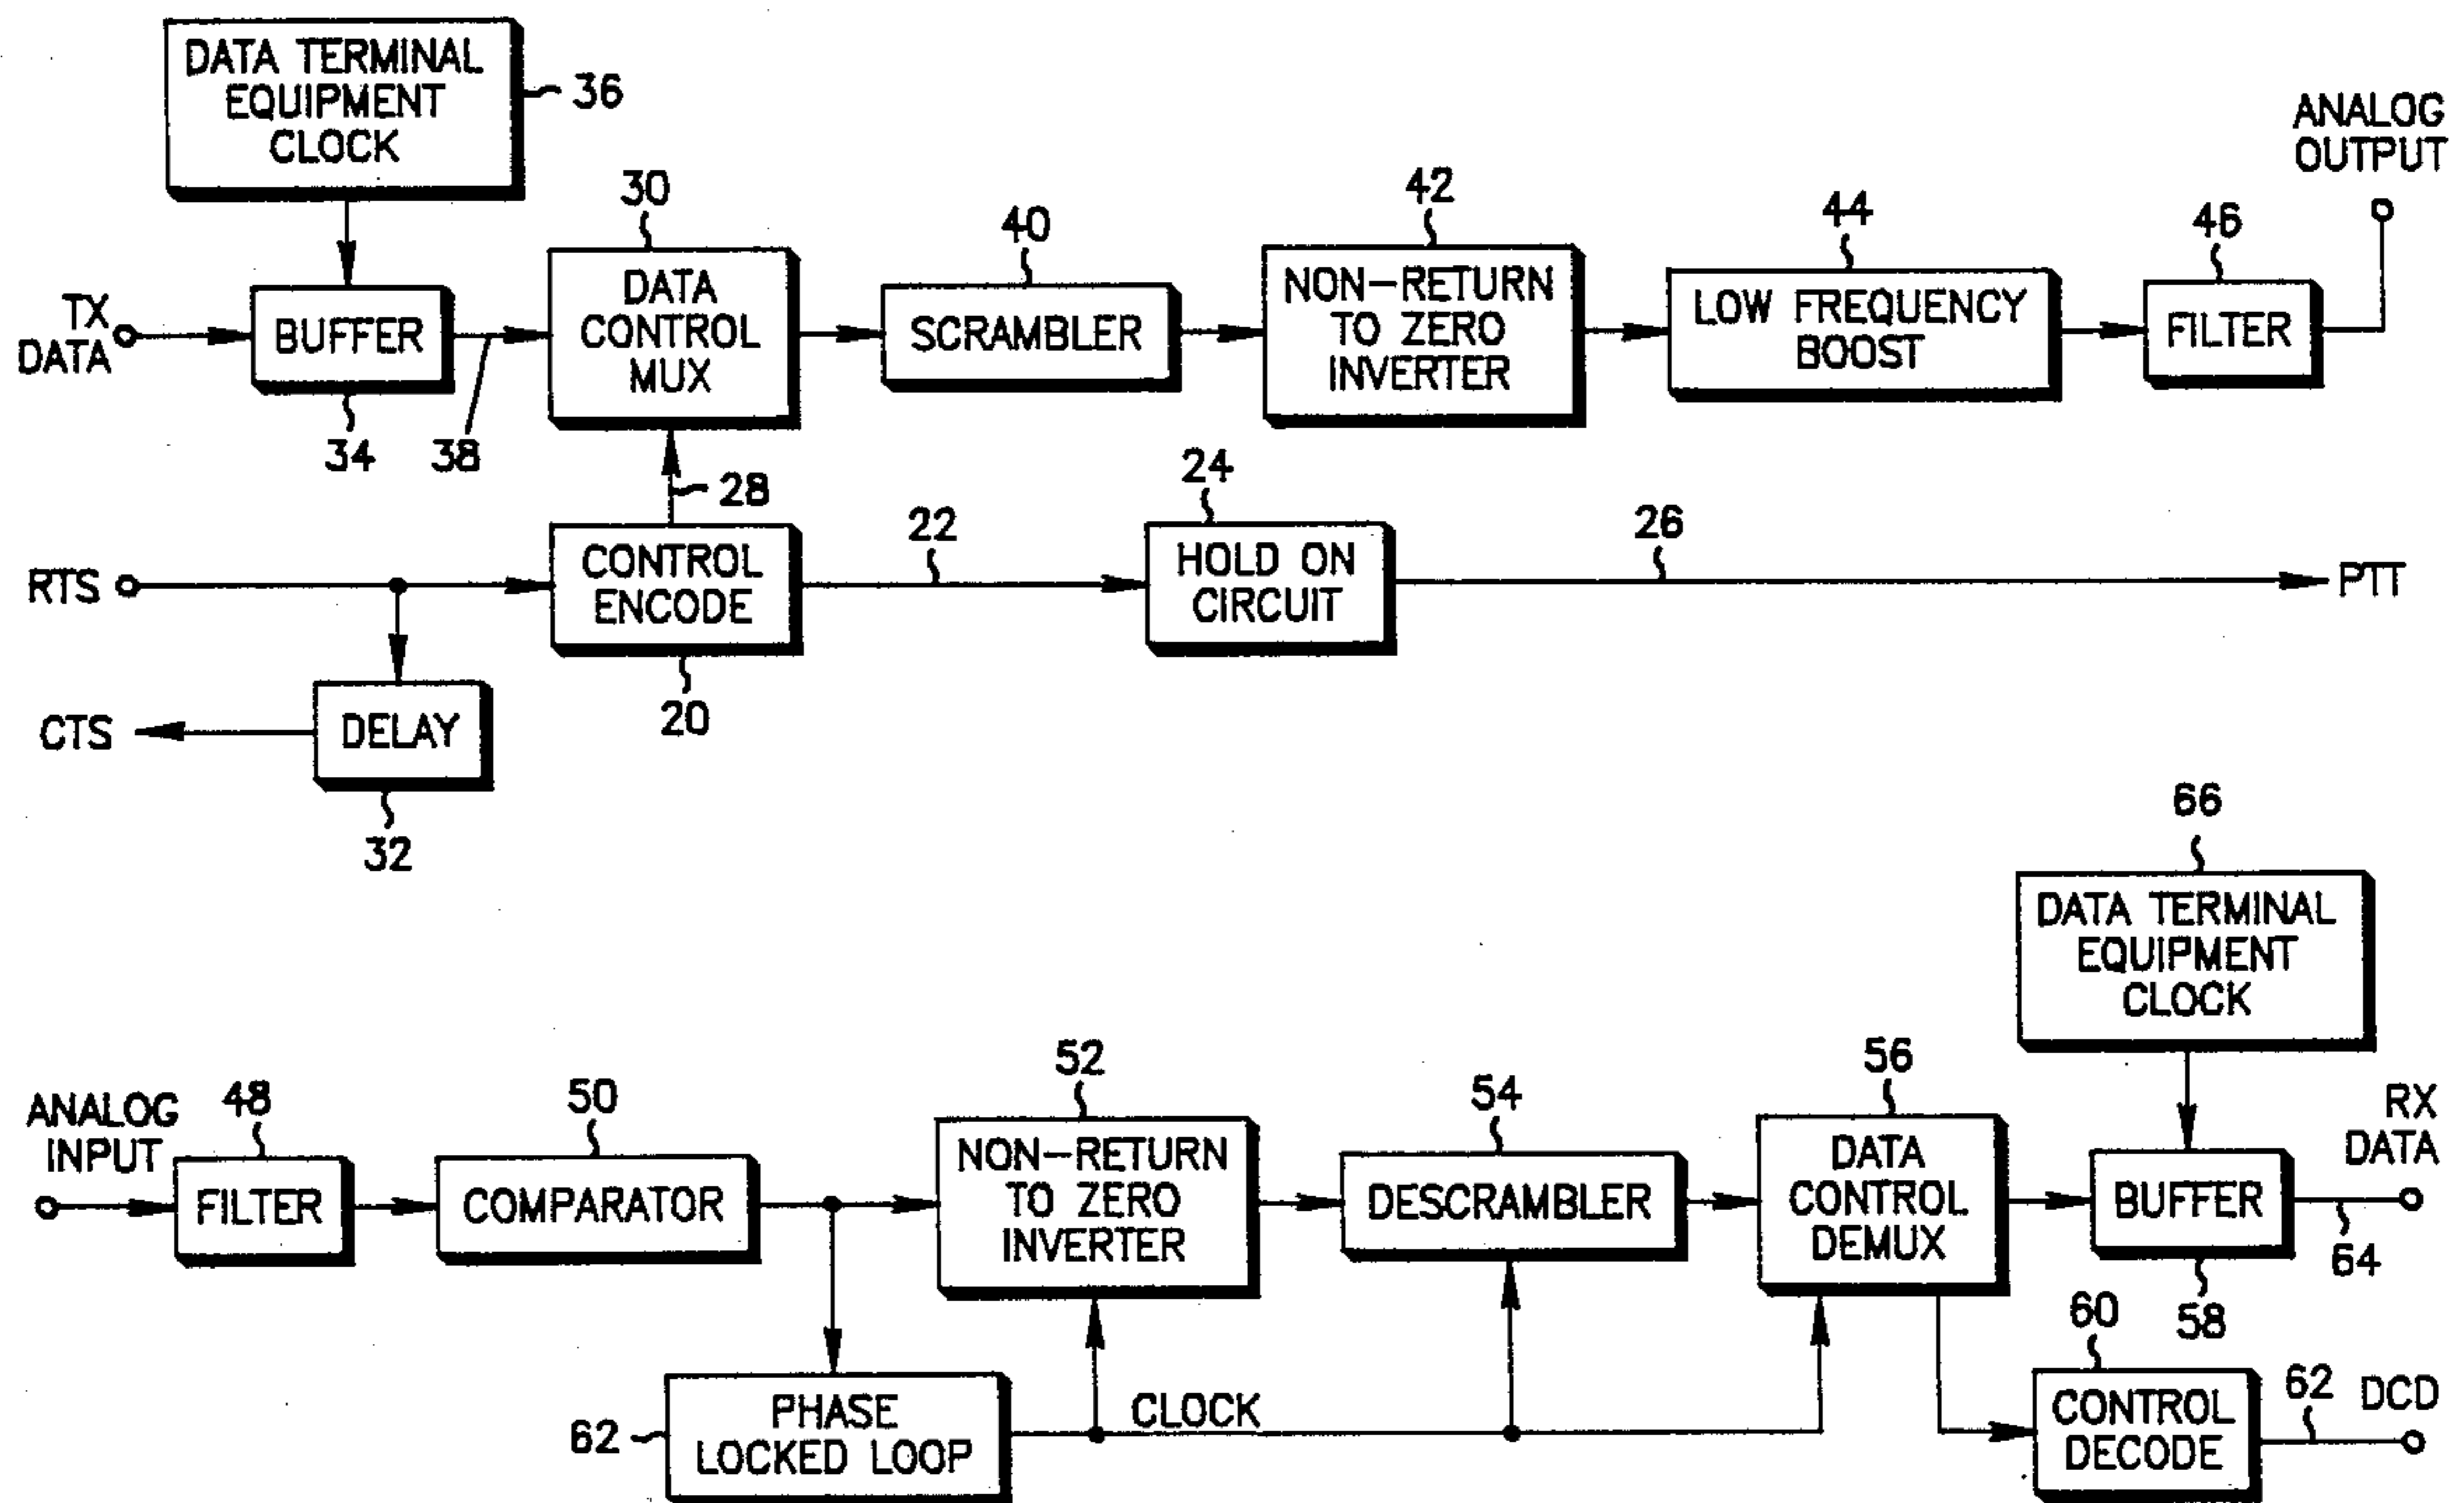 DATA TERMINAL
EQUIPMENT
CLOCK
36
ANALOG
OUTPUT
30
40
42
44
46
TX
DATA
BUFFER
DATA
CONTROL
MUX
SCRAMBLER
NON-RETURN
TO ZERO
INVERTER
LOW FREQUENCY
BOOST
FILTER
34
38
28
22
24
26
RTS
CONTROL
ENCODE
HOLD ON
CIRCUIT
PTT
CTS
DELAY
20
32
66
DATA TERMINAL
EQUIPMENT
CLOCK
ANALOG
INPUT
48
50
52
54
56
RX
DATA
FILTER
COMPARATOR
NON-RETURN
TO ZERO
INVERTER
DESCRAMBLER
DATA
CONTROL
DEMUX
BUFFER
64
58
60
62
PHASE
LOCKED LOOP
CLOCK
CONTROL
DECODE
62
DCD